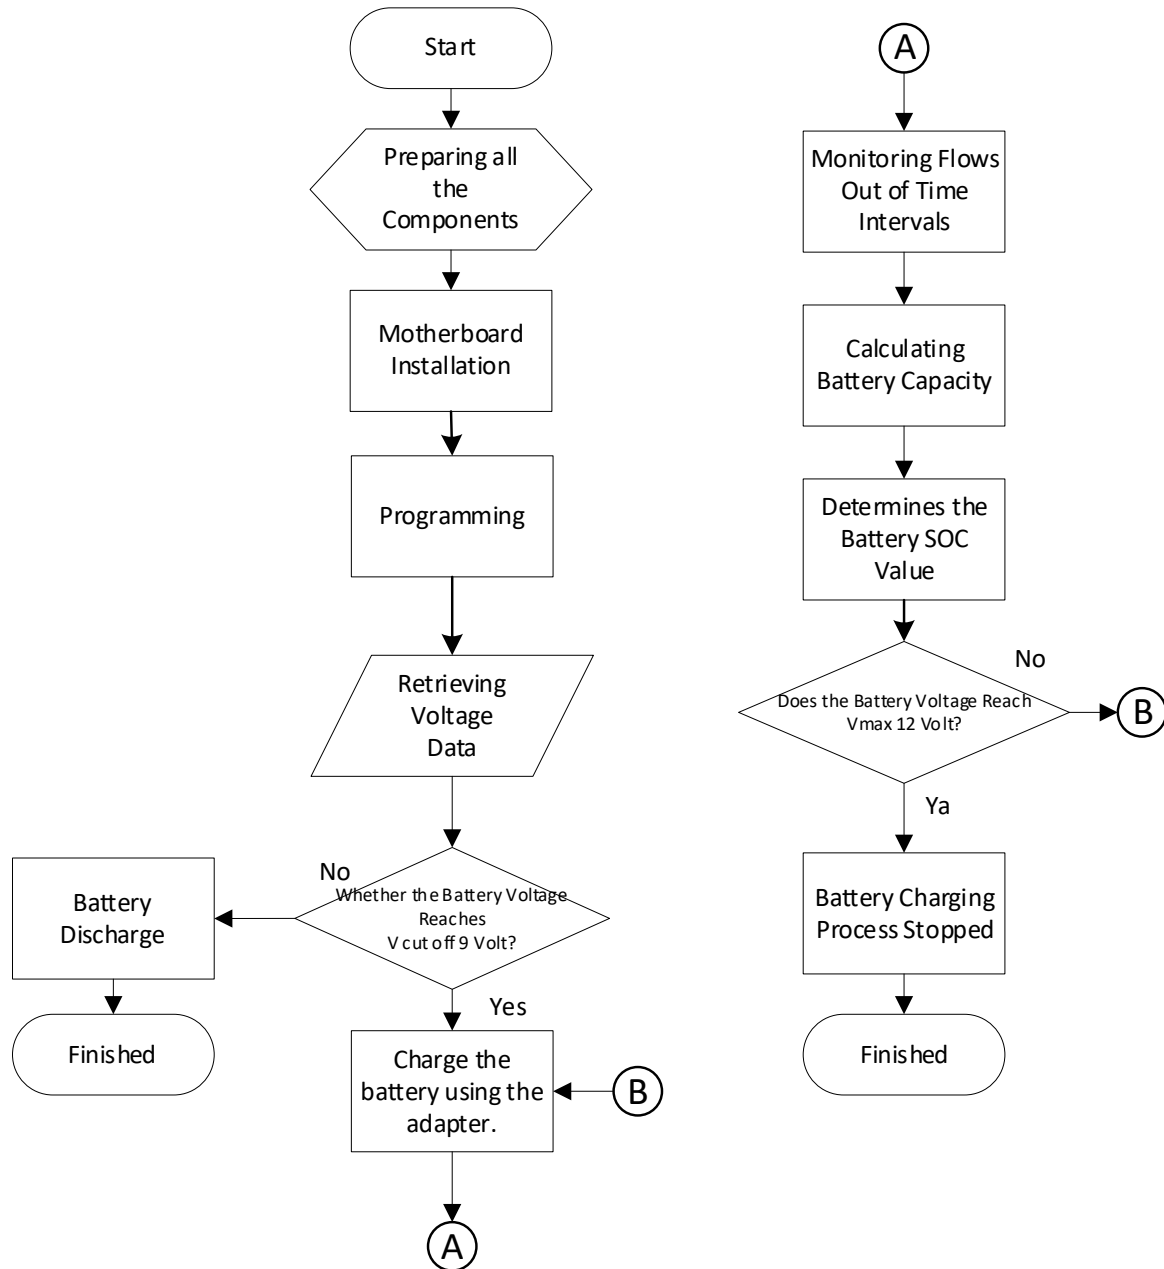 Start
Preparing all
the
Components
Motherboard
Installation
Programming
Retrieving
Voltage
Data
No
Whether the Battery Voltage
Reaches
V cut off 9 Volt?
Battery
Discharge
Finished
Yes
Charge the
battery using the
adapter.
B
A
A
Monitoring Flows
Out of Time
Intervals
Calculating
Battery Capacity
Determines the
Battery SOC
Value
No
Does the Battery Voltage Reach
Vmax 12 Volt?
B
Ya
Battery Charging
Process Stopped
Finished